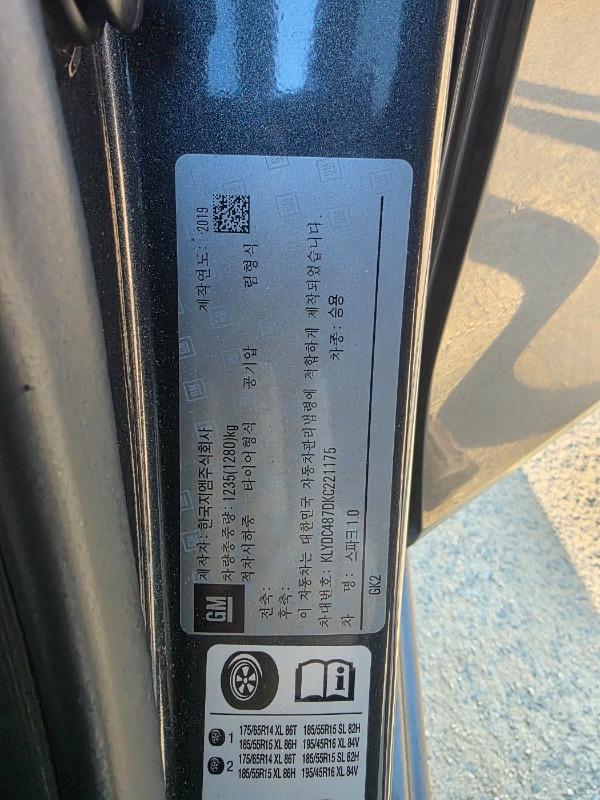 GM
제작자: 한국지엠주식회사 제작연도: 2019
차량총중량: 1235(1280)kg
적차시하중 타이어형식 공기압 림형식
전축:
후축:
이 자동차는 대한민국 자동차관리법령에 적합하게 제작되었습니다.
차대번호: KLYDC487DKC221175 차종: 승용
차 명: 스파크 1.0
GK2
i
1 175/65R14 XL 86T 185/55R15 SL 82H
185/55R15 XL 86H 195/45R16 XL 84V
2 175/65R14 XL 86T 185/55R15 SL 82H
185/55R15 XL 86H 195/45R16 XL 84V